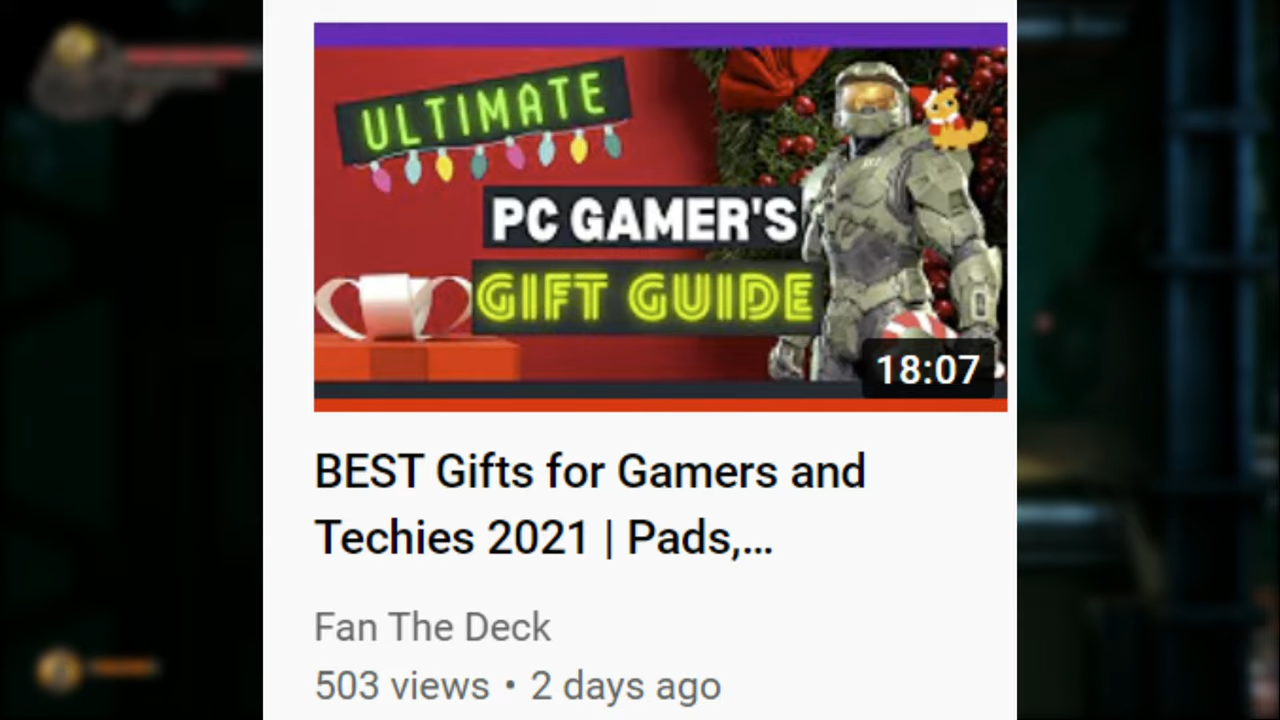 ULTIMATE
PC GAMER'S
GIFT GUIDE
18:07
BEST Gifts for Gamers and
Techies 2021 | Pads,...
Fan The Deck
503 views • 2 days ago